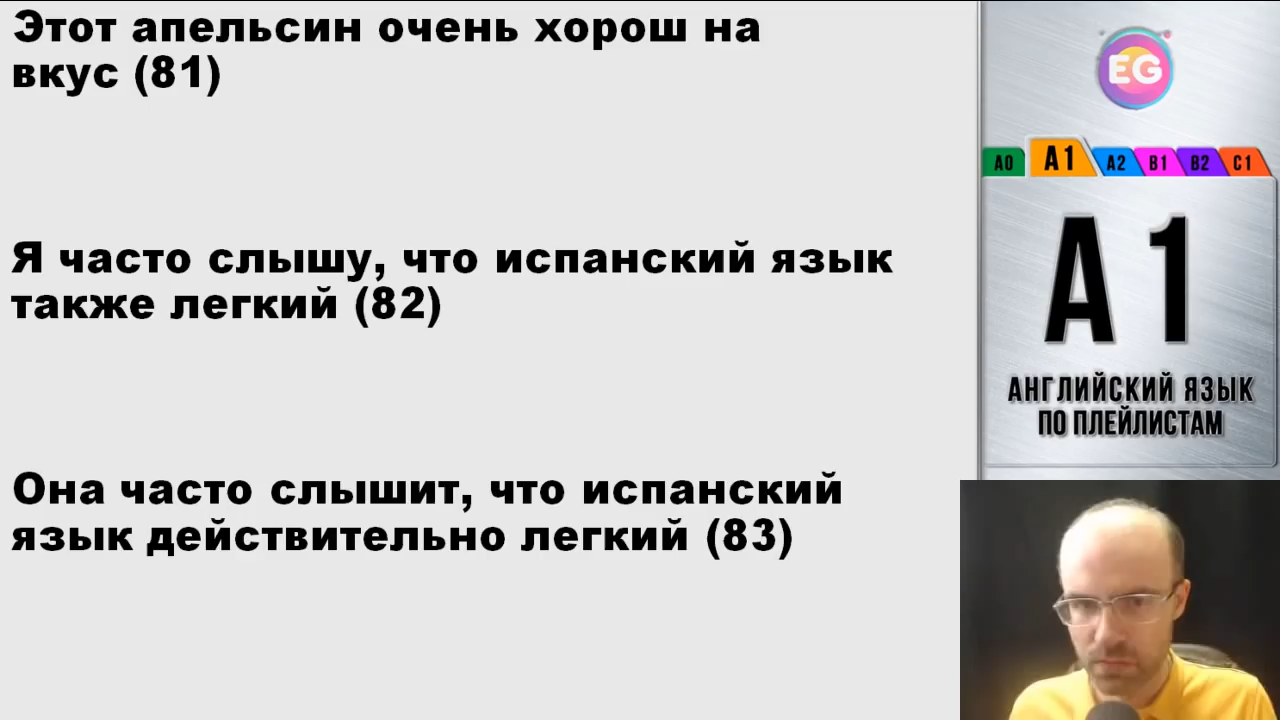 Этот апельсин очень хорош на
вкус (81)
Я часто слышу, что испанский язык
также легкий (82)
Она часто слышит, что испанский
язык действительно легкий (83)
EG
A0 A1 A2 B1 B2 C1
A1
АНГЛИЙСКИЙ ЯЗЫК
ПО ПЛЕЙЛИСТАМ